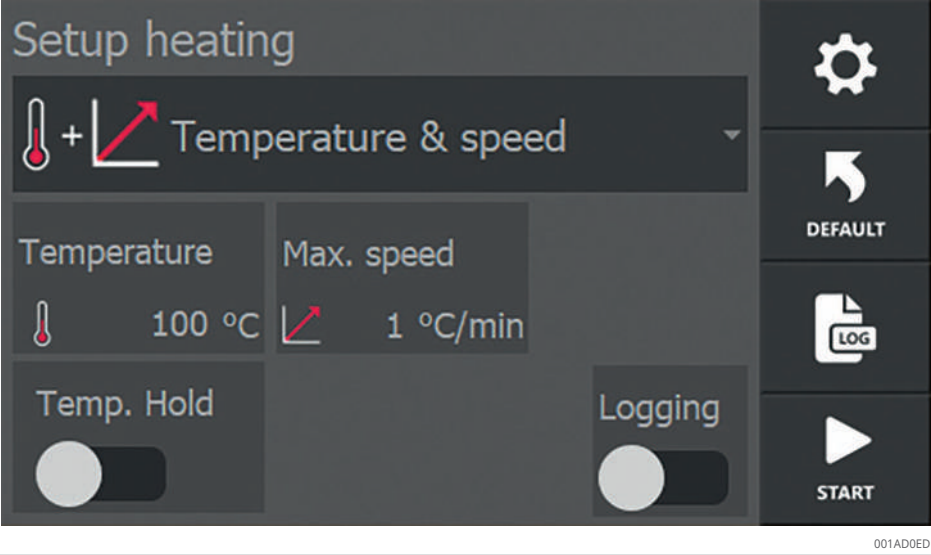 Setup heating
+ Temperature & speed
Temperature
100 °C
Max. speed
1 °C/min
Temp. Hold
Logging
DEFAULT
LOG
START
001AD0ED